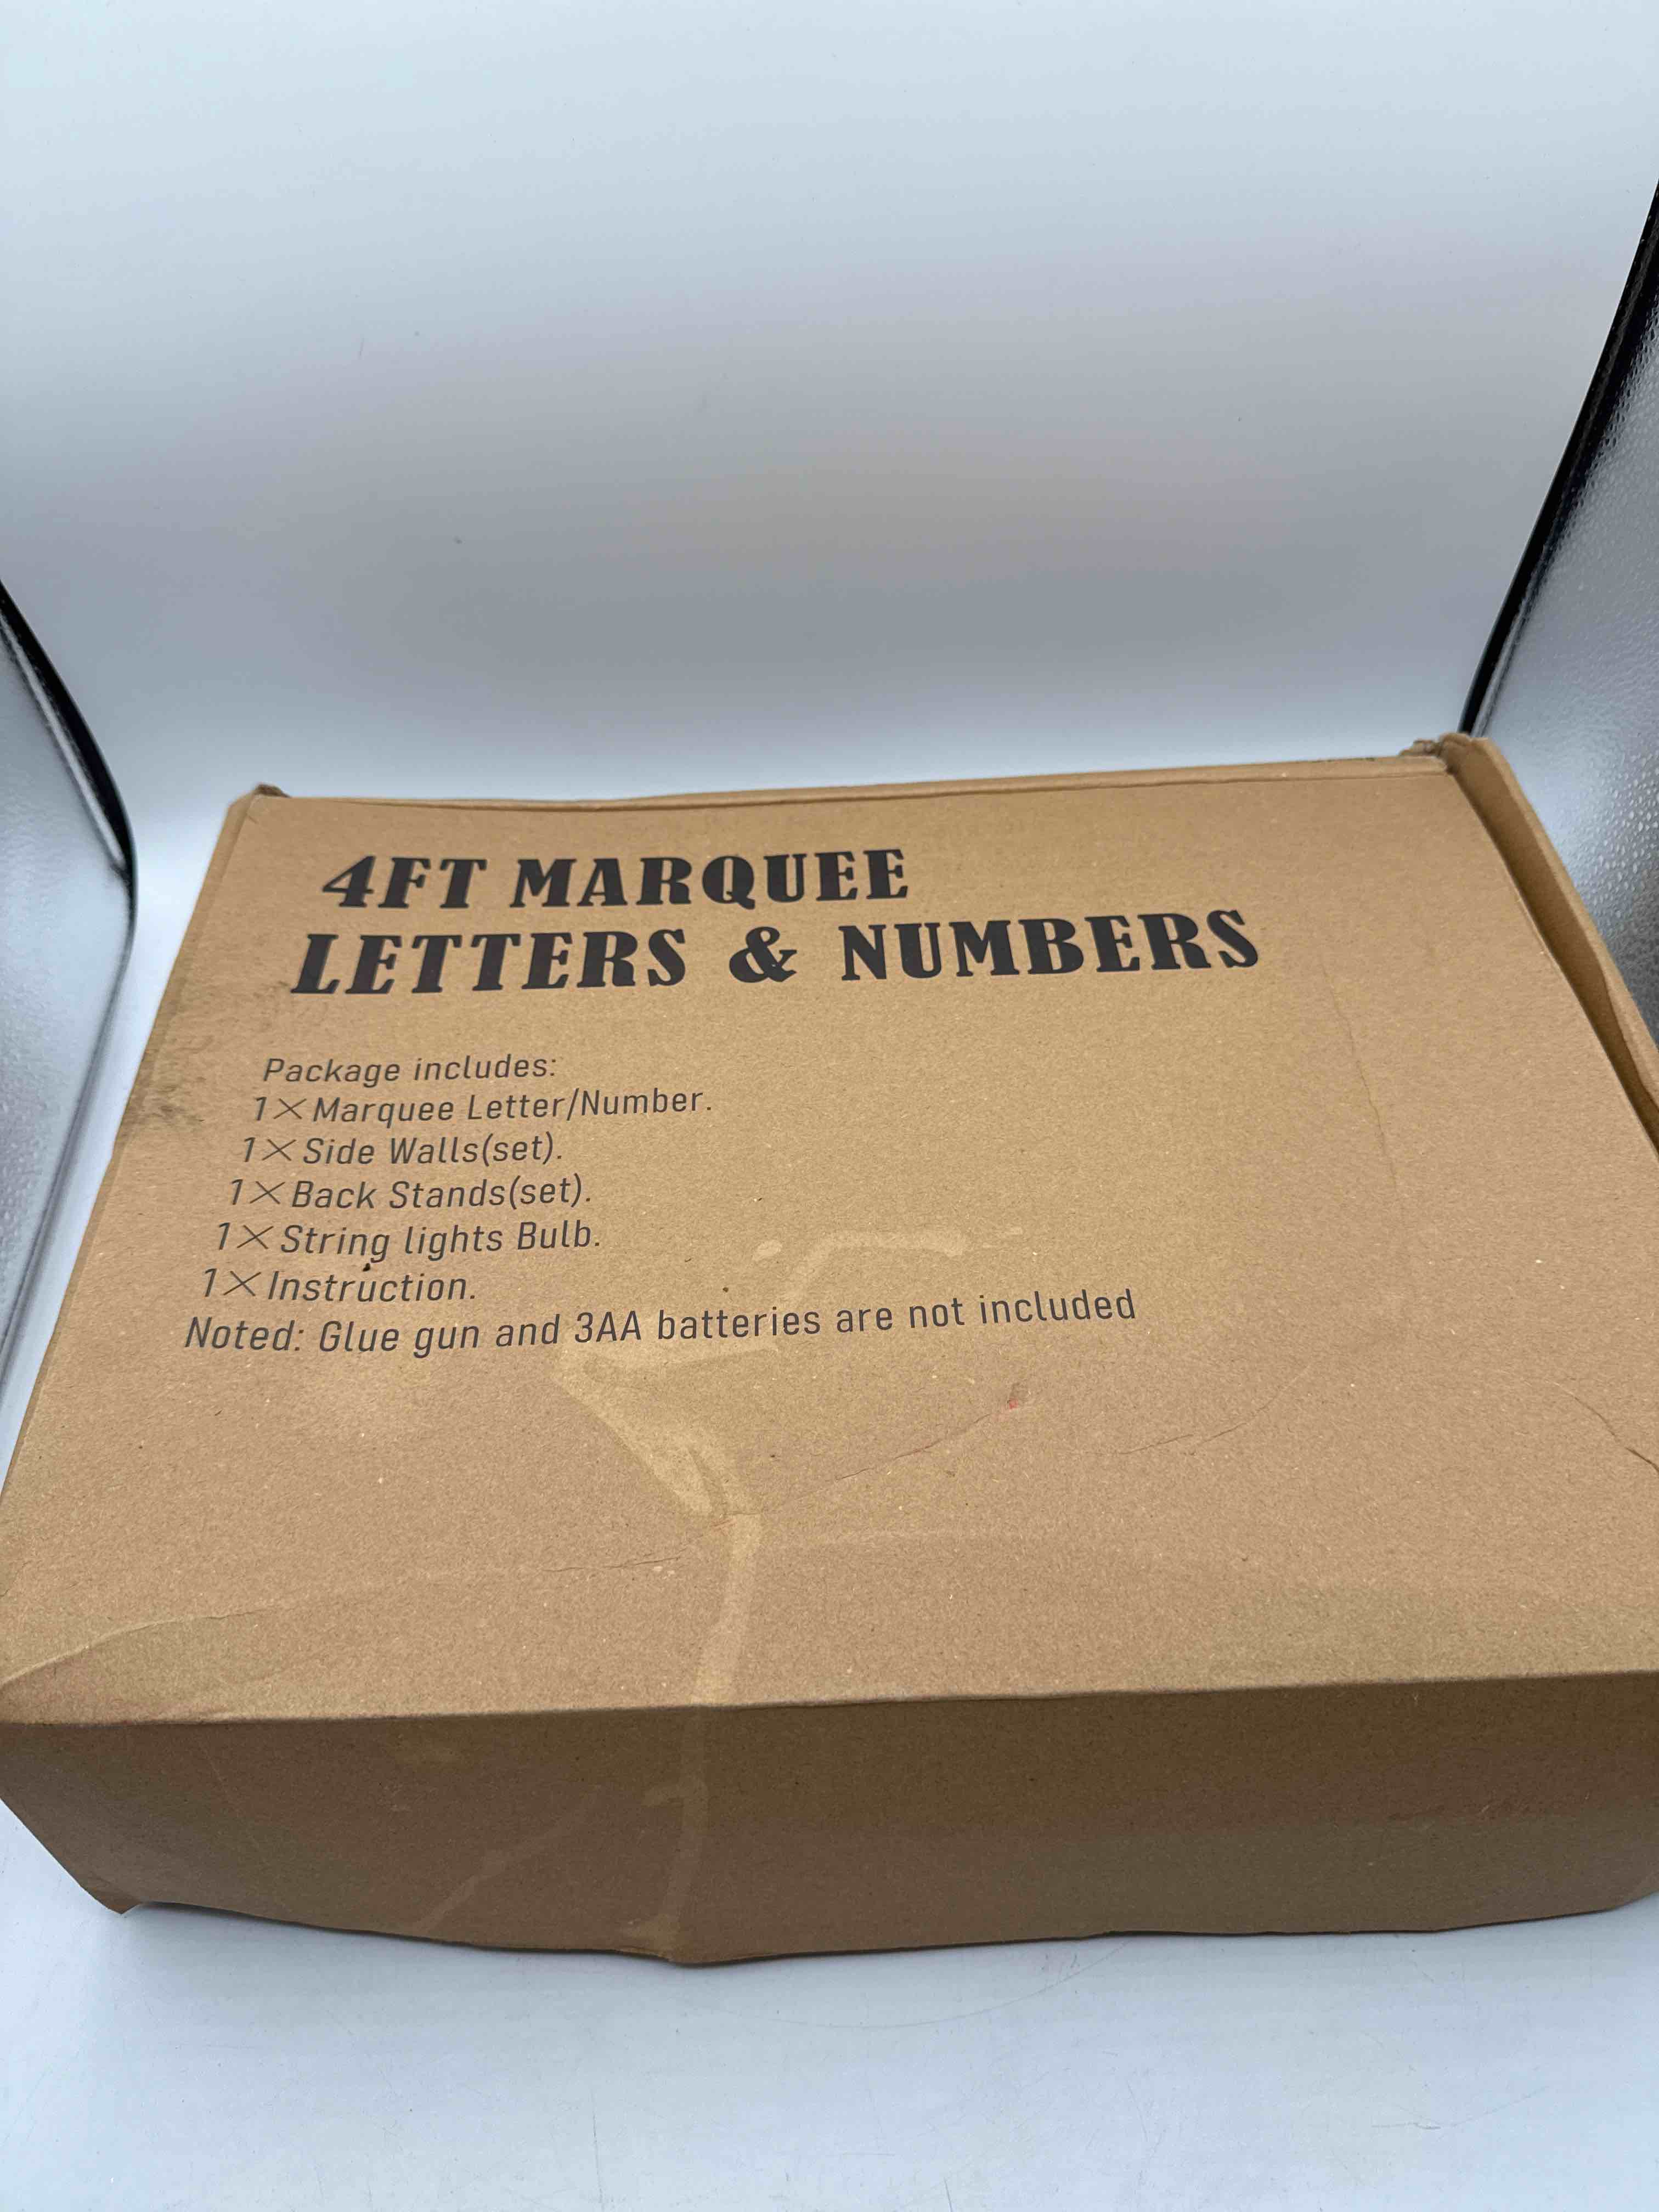 4FT MARQUEE
LETTERS & NUMBERS
Package includes:
1×Marquee Letter/Number.
1×Side Walls(set).
1×Back Stands(set).
1×String lights Bulb.
1×Instruction.
Noted: Glue gun and 3AA batteries are not included